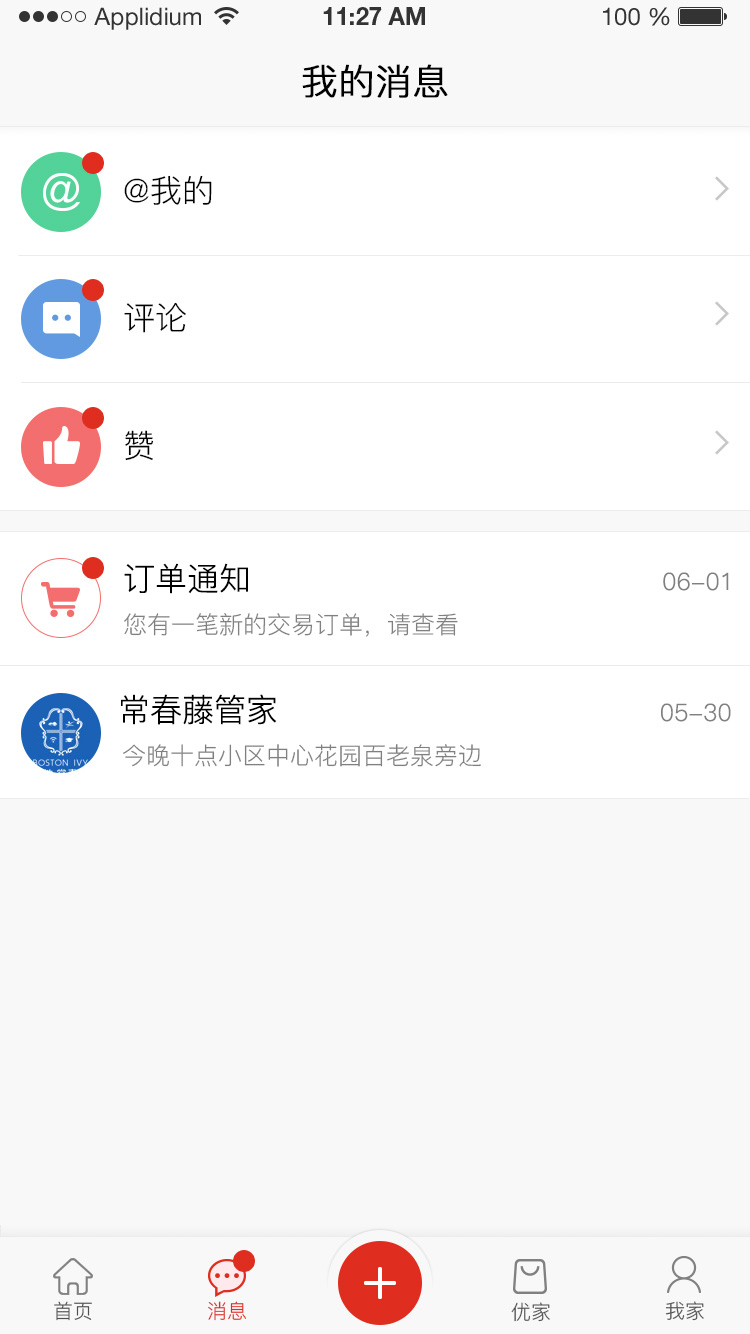 Applidium 11:27 AM 100 %
我的消息
@
@我的
评论
赞
订单通知 06-01
您有一笔新的交易订单，请查看
常春藤管家 05-30
今晚十点小区中心花园百老泉旁边
BOSTON IVY
首页 消息 优家 我家